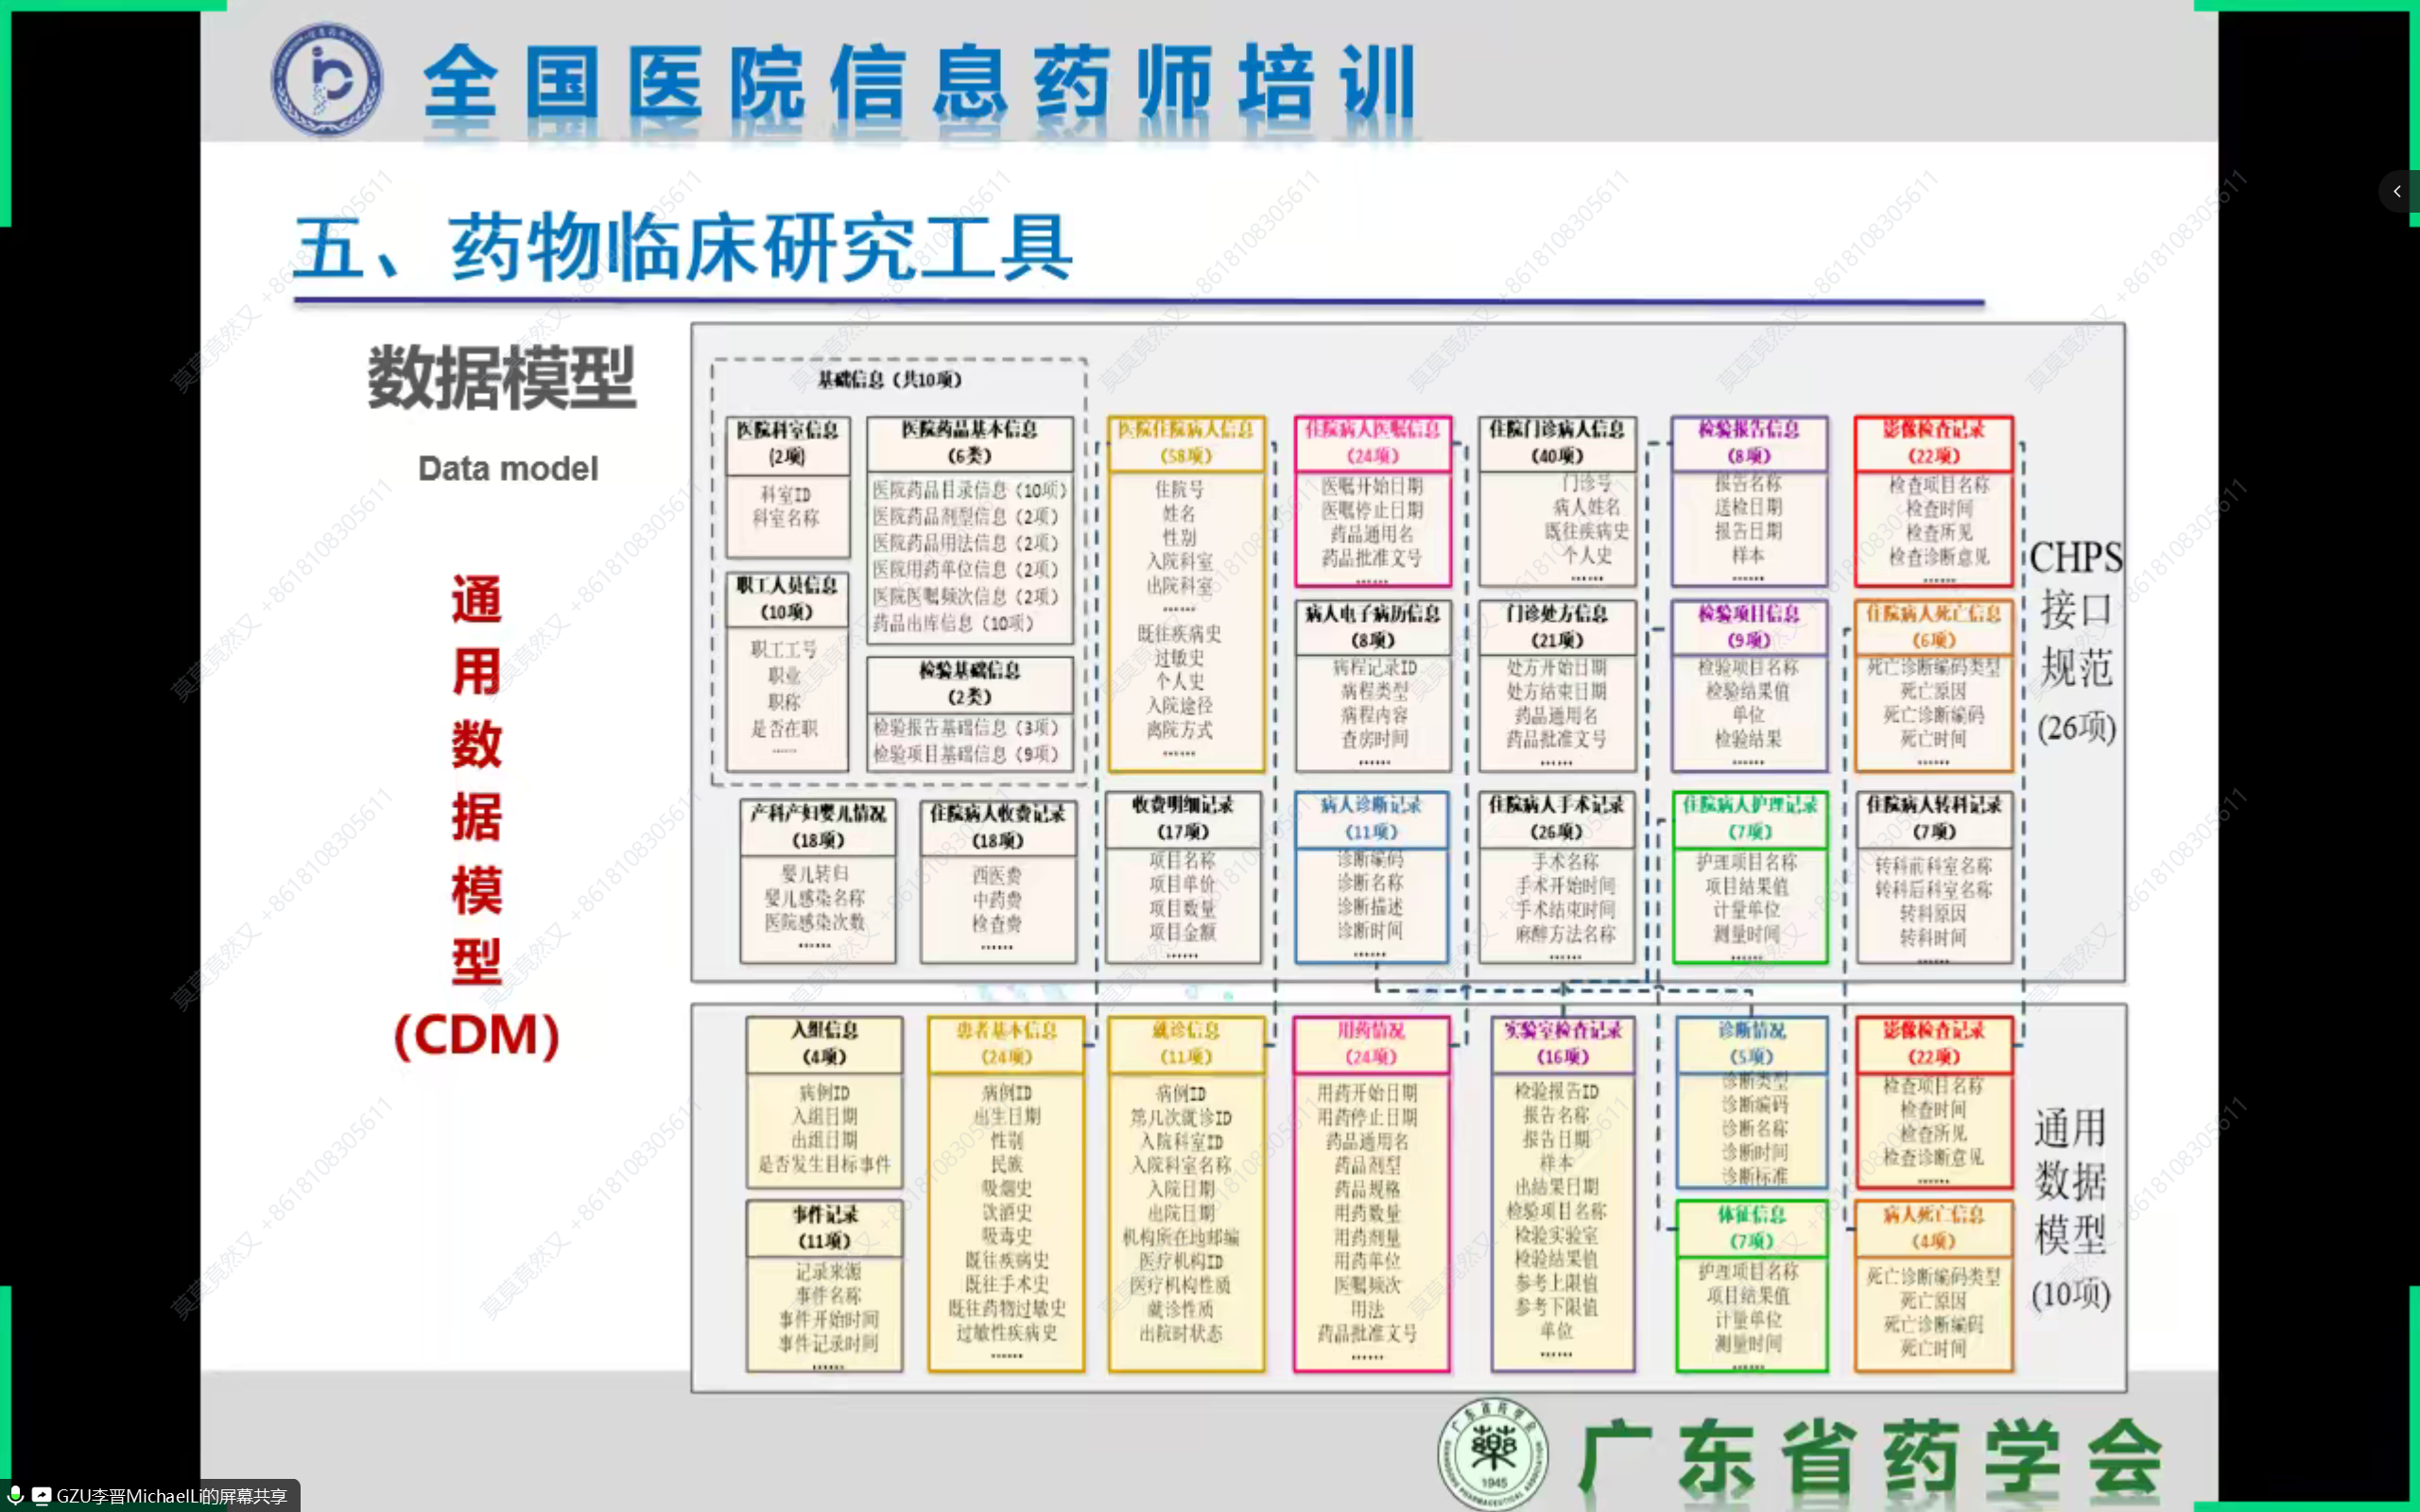 全国医院信息药师培训
五、药物临床研究工具
数据模型
Data model
通用数据模型
(CDM)
基础信息（共10项）
医院科室信息
(2项)
科室ID
科室名称
医院药品基本信息
(6类)
医院药品目录信息（10项）
医院药品剂型信息（2项）
医院药品用法信息（2项）
医院用药单位信息（2项）
医院医嘱频次信息（2项）
药品出库信息（10项）
职工人员信息
(10项)
职工工号
职业
职称
是否在职
......
检验基础信息
(2类)
检验报告基础信息（3项）
检验项目基础信息（9项）
医院住院病人信息
(58项)
住院号
姓名
性别
入院科室
出院科室
......
既往疾病史
过敏史
个人史
入院途径
离院方式
......
住院病人医嘱信息
(24项)
医嘱开始日期
医嘱停止日期
药品通用名
药品批准文号
......
住院门诊病人信息
(40项)
门诊号
病人姓名
既往疾病史
个人史
......
检验报告信息
(8项)
报告名称
送检日期
报告日期
样本
......
影像检查记录
(22项)
检查项目名称
检查时间
检查所见
检查诊断意见
......
病人电子病历信息
(8项)
病程记录ID
病程类型
病程内容
查房时间
......
门诊处方信息
(21项)
处方开始日期
处方结束日期
药品通用名
药品批准文号
......
检验项目信息
(9项)
检验项目名称
检验结果值
单位
检验结果
......
住院病人死亡信息
(6项)
死亡诊断编码类型
死亡原因
死亡诊断编码
死亡时间
......
产科产妇婴儿情况
(18项)
婴儿转归
婴儿感染名称
医院感染次数
......
住院病人收费记录
(18项)
西医费
中药费
检查费
......
收费明细记录
(17项)
项目名称
项目单价
项目数量
项目金额
......
病人诊断记录
(11项)
诊断编码
诊断名称
诊断描述
诊断时间
......
住院病人手术记录
(26项)
手术名称
手术开始时间
手术结束时间
麻醉方法名称
......
住院病人护理记录
(7项)
护理项目名称
项目结果值
计量单位
测量时间
......
住院病人转科记录
(7项)
转科前科室名称
转科后科室名称
转科原因
转科时间
......
CHPS
接口
规范
(26项)
入组信息
(4项)
病例ID
入组日期
出组日期
是否发生目标事件
事件记录
(11项)
记录来源
事件名称
事件开始时间
事件记录时间
......
患者基本信息
(24项)
病例ID
出生日期
性别
民族
吸烟史
饮酒史
吸毒史
既往疾病史
既往手术史
既往药物过敏史
过敏性疾病史
......
就诊信息
(11项)
病例ID
第几次就诊ID
入院科室ID
入院科室名称
入院日期
出院日期
机构所在地邮编
医疗机构ID
医疗机构性质
就诊性质
出院时状态
用药情况
(24项)
用药开始日期
用药停止日期
药品通用名
药品剂型
药品规格
用药数量
用药剂量
用药单位
医嘱频次
用法
药品批准文号
......
实验室检查记录
(16项)
检验报告ID
报告名称
报告日期
样本
出结果日期
检验项目名称
检验实验室
检验结果值
参考上限值
参考下限值
单位
......
诊断情况
(5项)
诊断类型
诊断编码
诊断名称
诊断时间
诊断标准
体征信息
(7项)
护理项目名称
项目结果值
计量单位
测量时间
......
影像检查记录
(22项)
检查项目名称
检查时间
检查所见
检查诊断意见
......
病人死亡信息
(4项)
死亡诊断编码类型
死亡原因
死亡诊断编码
死亡时间
通用
数据
模型
(10项)
广东省药学会
1945
GZU李晋MichaelLi的屏幕共享
莫莫竟然又 +8618108305611